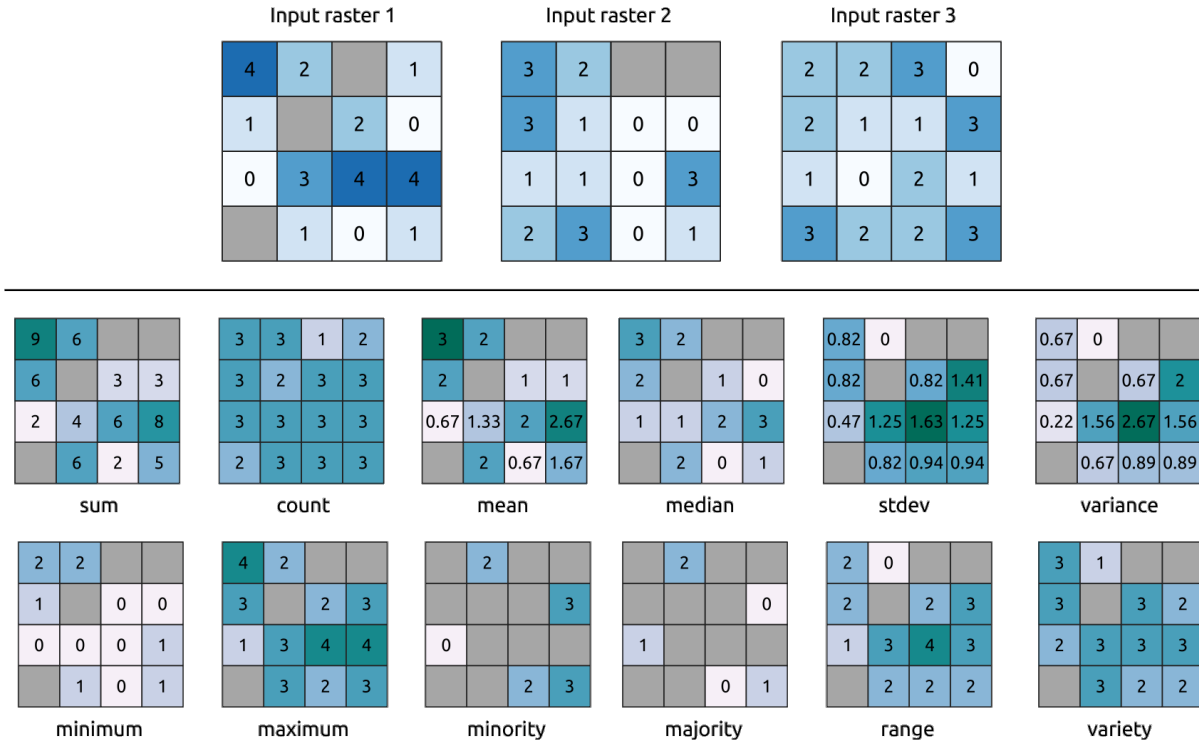 Input raster 1 Input raster 2 Input raster 3
4 2 1 3 2 2 2 3 0
1 2 0 3 1 0 0 2 1 1 3
0 3 4 4 1 1 0 3 1 0 2 1
1 0 1 2 3 0 1 3 2 2 3
9 6 3 3 1 2 3 2 3 2 0.82 0 0.67 0
6 3 3 3 2 3 3 2 1 1 2 1 0 0.82 0.82 1.41 0.67 0.67 2
2 4 6 8 3 3 3 3 0.67 1.33 2 2.67 1 1 2 3 0.47 1.25 1.63 1.25 0.22 1.56 2.67 1.56
6 2 5 2 3 3 3 2 0.67 1.67 2 0 1 0.82 0.94 0.94 0.67 0.89 0.89
sum count mean median stdev variance
2 2 4 2 2 2 2 0 3 1
1 0 0 3 2 3 3 0 2 2 3 3 3 2
0 0 0 1 1 3 4 4 0 1 1 3 4 3 2 3 3 3
1 0 1 3 2 3 2 3 0 1 2 2 2 3 2 2
minimum maximum minority majority range variety